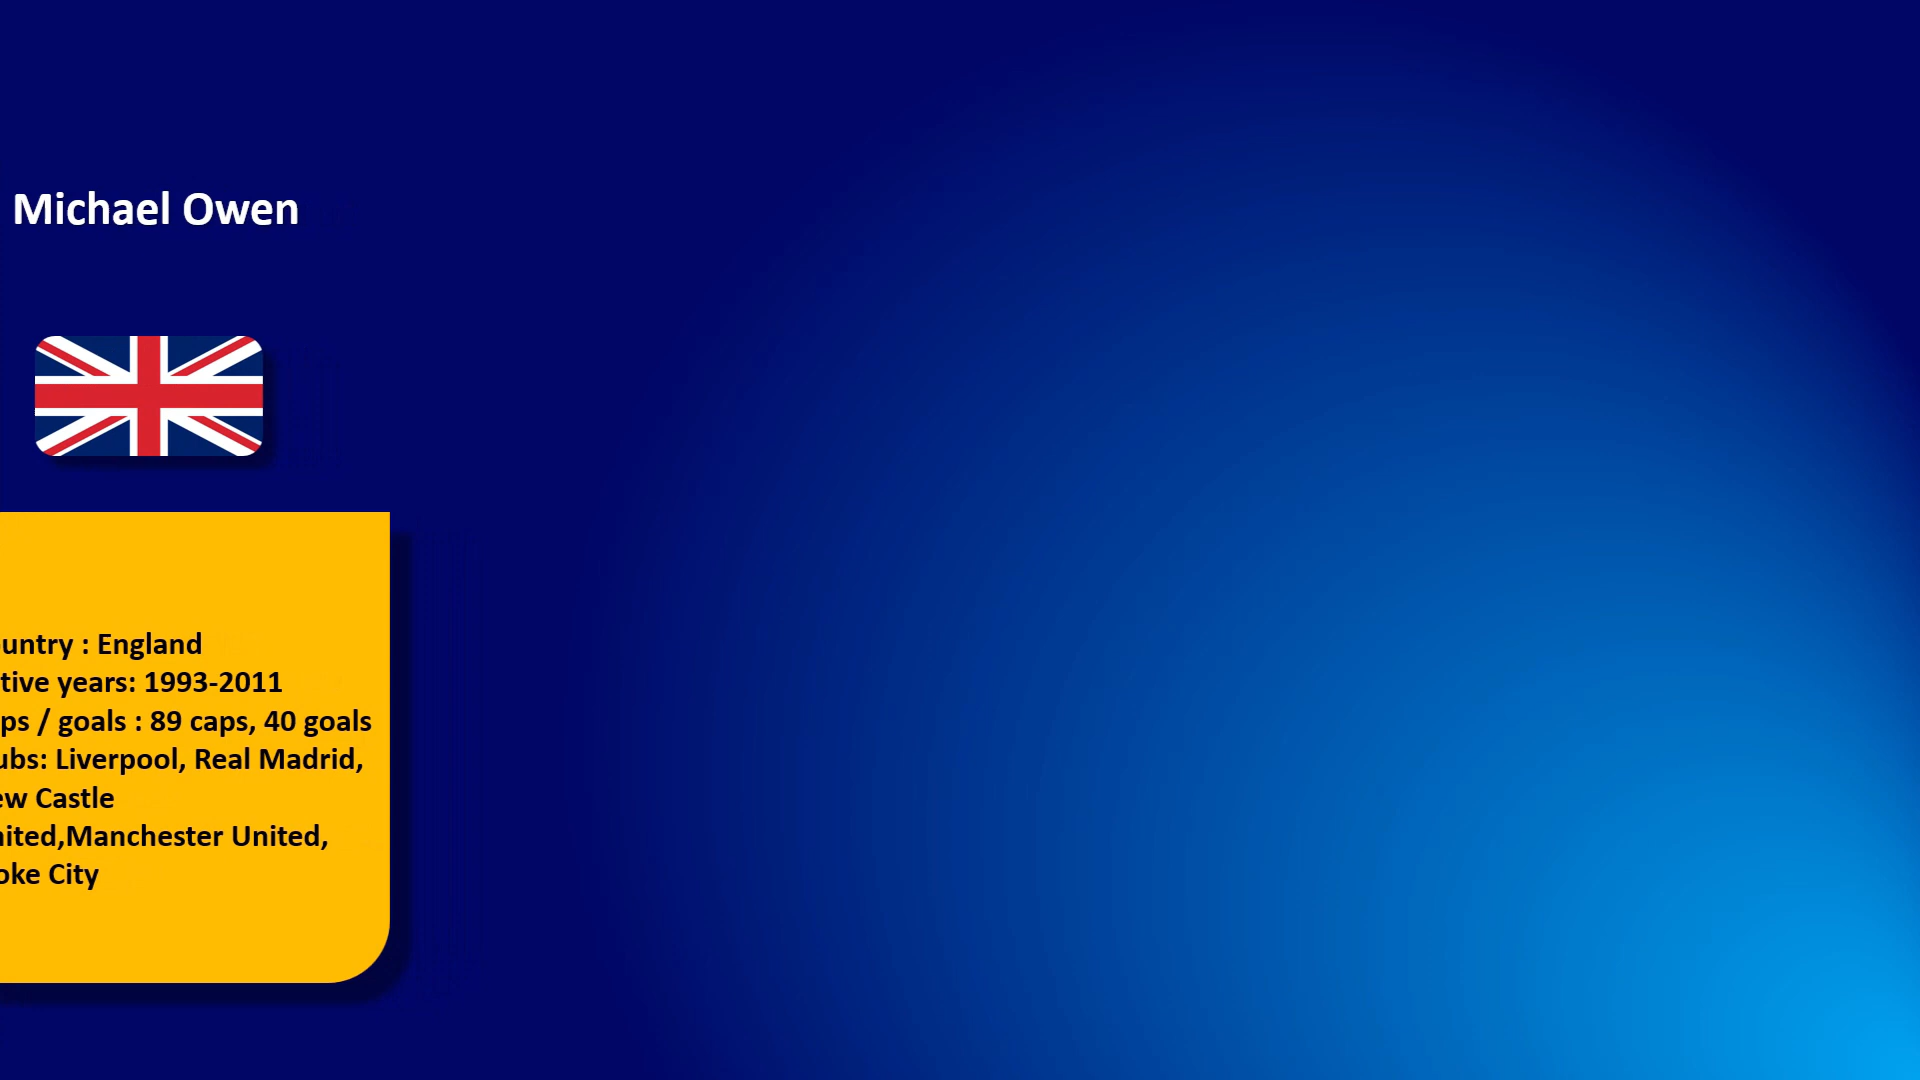 Michael Owen
untry : England
tive years: 1993-2011
ps / goals : 89 caps, 40 goals
ubs: Liverpool, Real Madrid,
ew Castle
ited,Manchester United,
oke City